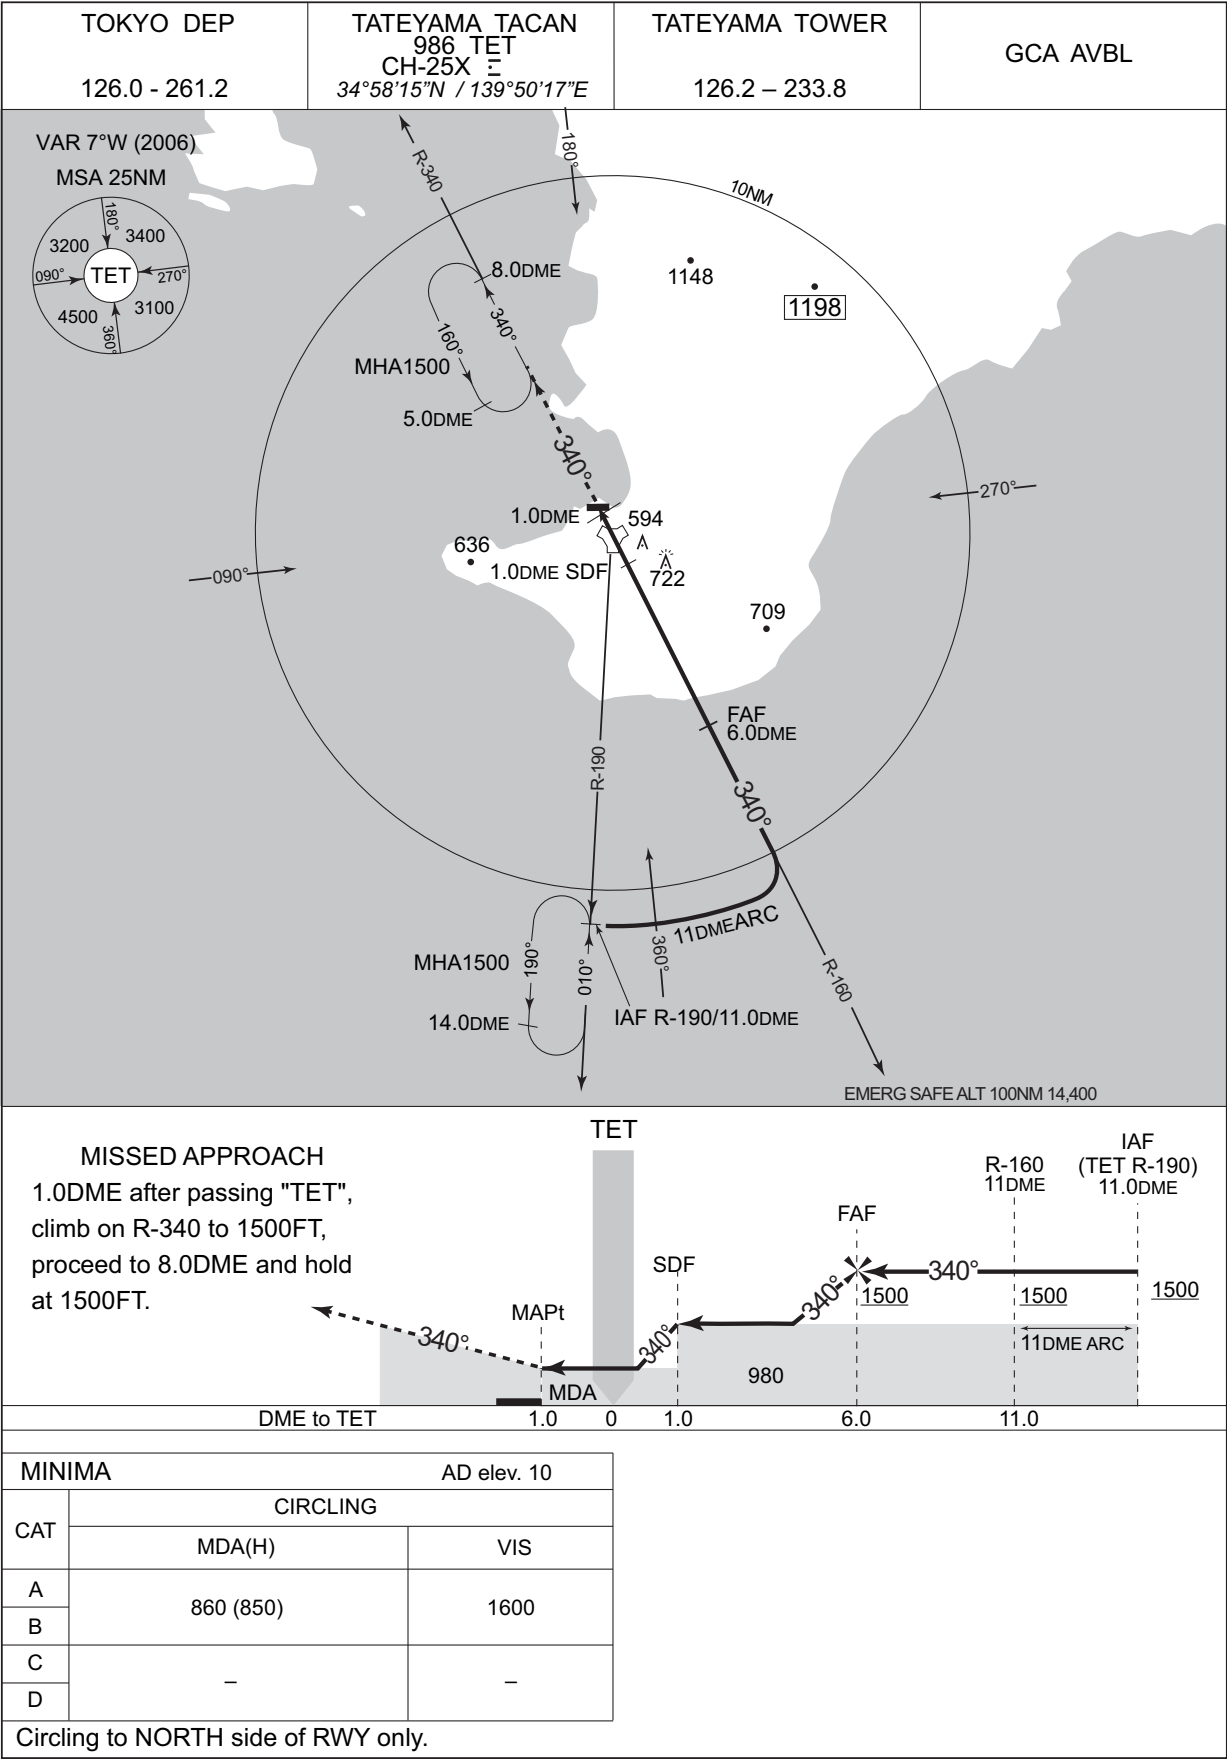 TOKYO DEP
126.0 - 261.2
TATEYAMA TACAN
986 TET
CH-25X
34°58'15"N / 139°50'17"E
TATEYAMA TOWER
126.2 – 233.8
GCA AVBL
VAR 7°W (2006)
MSA 25NM
180°
3200
3400
090°
TET
270°
4500
3100
360°
R-340
180°
10NM
8.0DME
1148
1198
340°
160°
MHA1500
5.0DME
340°
270°
1.0DME
594
636
1.0DME SDF
722
090°
709
FAF
6.0DME
R-190
340°
11DMEARC
MHA1500
190°
010°
360°
R-160
14.0DME
IAF R-190/11.0DME
EMERG SAFE ALT 100NM 14,400
TET
MISSED APPROACH
1.0DME after passing "TET",
climb on R-340 to 1500FT,
proceed to 8.0DME and hold
at 1500FT.
IAF
(TET R-190)
11.0DME
R-160
11DME
FAF
SDF
MAPt
340°
340°
340°
340°
1500
1500
1500
11DME ARC
980
MDA
DME to TET
1.0
0
1.0
6.0
11.0
MINIMA
AD elev. 10
CAT
CIRCLING
MDA(H)
VIS
A
B
860 (850)
1600
C
D
–
–
Circling to NORTH side of RWY only.